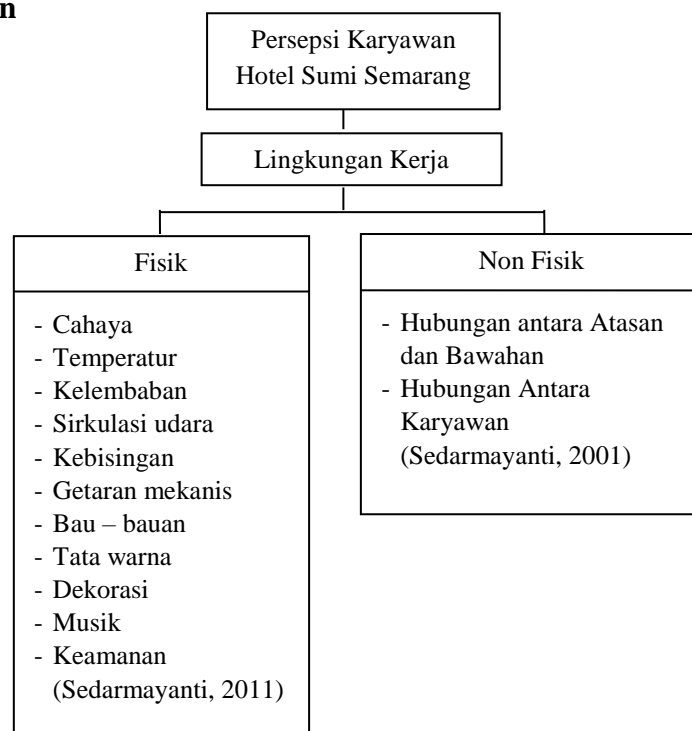 n
Persepsi Karyawan
Hotel Sumi Semarang
Lingkungan Kerja
Fisik
- Cahaya
- Temperatur
- Kelembaban
- Sirkulasi udara
- Kebisingan
- Getaran mekanis
- Bau – bauan
- Tata warna
- Dekorasi
- Musik
- Keamanan
(Sedarmayanti, 2011)
Non Fisik
- Hubungan antara Atasan
dan Bawahan
- Hubungan Antara
Karyawan
(Sedarmayanti, 2001)